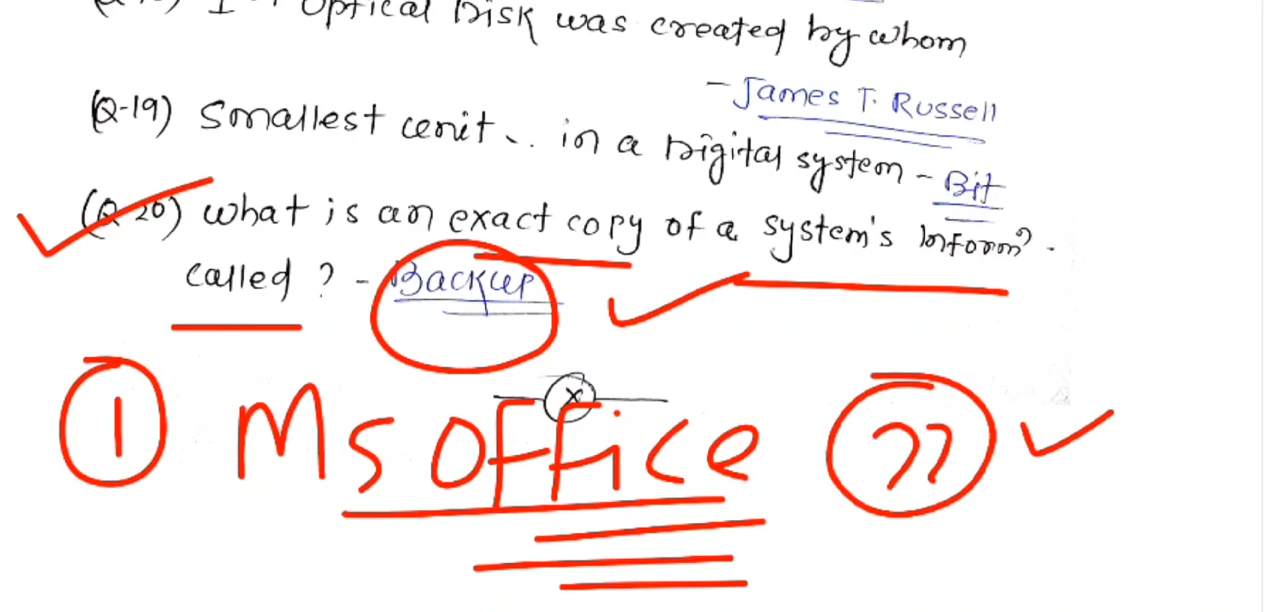 Optical Disk was created by whom
- James T. Russell
(Q-19) Smallest unit .. in a Digital system - Bit
(Q-20) what is an exact copy of a system's Inform? .
called ? - Backup
X
1 Ms office ??